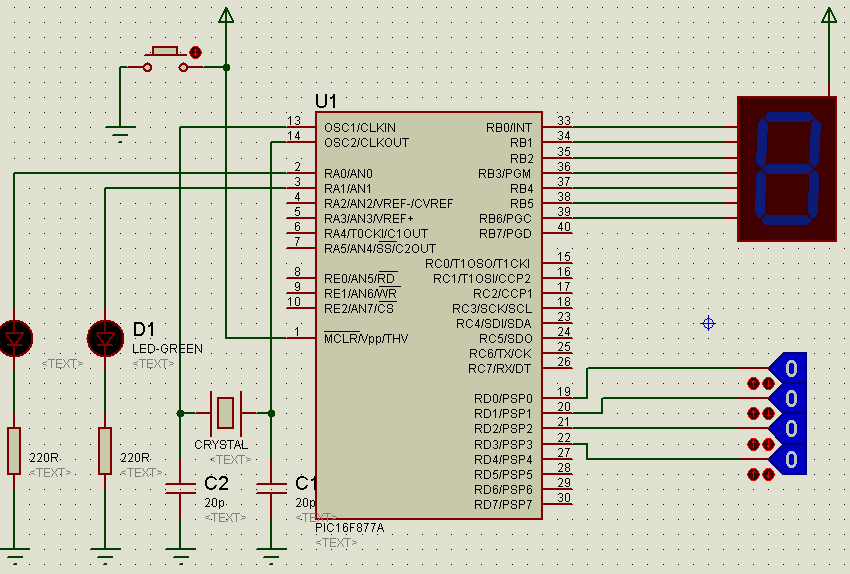 U1
13 OSC1/CLKIN RB0/INT 33
14 OSC2/CLKOUT RB1 34
RB2 35
2 RA0/AN0 RB3/PGM 36
3 RA1/AN1 RB4 37
4 RA2/AN2/VREF-/CVREF RB5 38
5 RA3/AN3/VREF+ RB6/PGC 39
6 RA4/T0CKI/C1OUT RB7/PGD 40
7 RA5/AN4/SS/C2OUT
RC0/T1OSO/T1CKI 15
8 RE0/AN5/RD RC1/T1OSI/CCP2 16
9 RE1/AN6/WR RC2/CCP1 17
10 RE2/AN7/CS RC3/SCK/SCL 18
RC4/SDI/SDA 23
1 MCLR/Vpp/THV RC5/SDO 24
RC6/TX/CK 25
RC7/RX/DT 26
RD0/PSP0 19
RD1/PSP1 20
RD2/PSP2 21
RD3/PSP3 22
RD4/PSP4 27
RD5/PSP5 28
RD6/PSP6 29
RD7/PSP7 30
PIC16F877A
<TEXT>
<TEXT>
D1
LED-GREEN
<TEXT>
220R
<TEXT>
220R
<TEXT>
CRYSTAL
<TEXT>
C2
20p
<TEXT>
C1
20p
<TEXT>
0
0
0
0